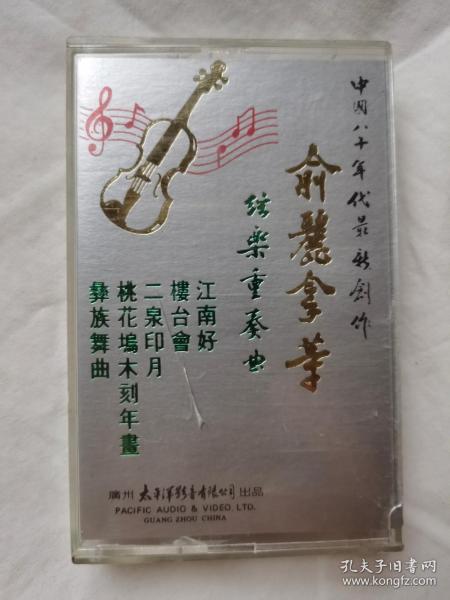 中国八十年代最新創作
俞麗拿等
弦樂重奏曲
江南好
樓台會
二泉印月
桃花塢木刻年畫
彝族舞曲
廣州太平洋影音有限公司出品
PACIFIC AUDIO & VIDEO. LTD.
GUANG ZHOU CHINA
孔夫子旧书网
www.kongfz.com